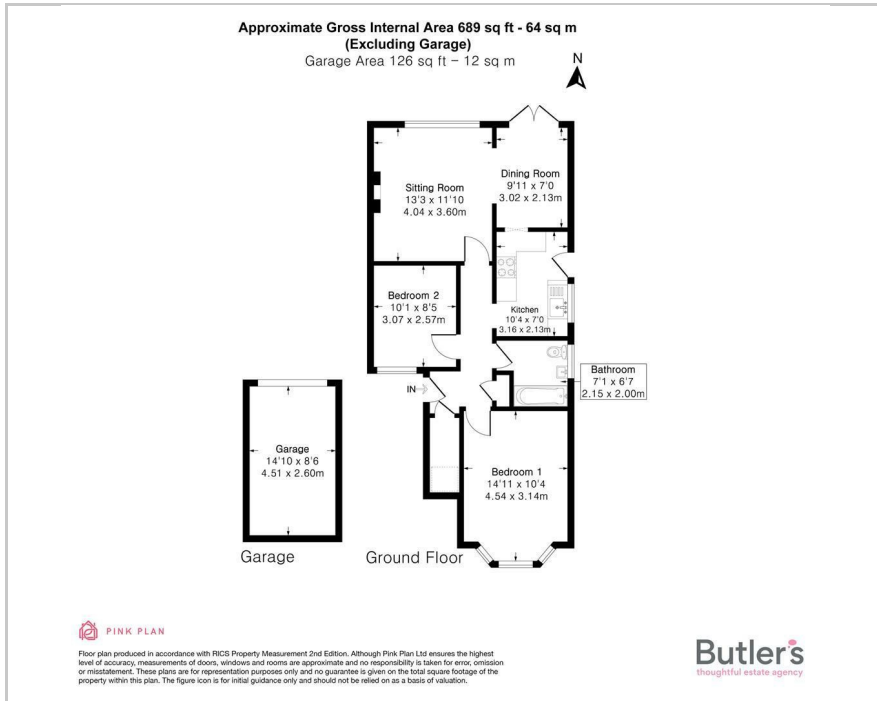 Approximate Gross Internal Area 689 sq ft - 64 sq m
(Excluding Garage)
Garage Area 126 sq ft – 12 sq m
N
Sitting Room
13'3 x 11'10
4.04 x 3.60m
Dining Room
9'11 x 7'0
3.02 x 2.13m
Bedroom 2
10'1 x 8'5
3.07 x 2.57m
Kitchen
10'4 x 7'0
3.16 x 2.13m
Bathroom
7'1 x 6'7
2.15 x 2.00m
IN
Garage
14'10 x 8'6
4.51 x 2.60m
Bedroom 1
14'11 x 10'4
4.54 x 3.14m
Garage
Ground Floor
PINK PLAN
Floor plan produced in accordance with RICS Property Measurement 2nd Edition. Although Pink Plan Ltd ensures the highest
level of accuracy, measurements of doors, windows and rooms are approximate and no responsibility is taken for error, omission
or misstatement. These plans are for representation purposes only and no guarantee is given on the total square footage of the
property within this plan. The figure icon is for initial guidance only and should not be relied on as a basis of valuation.
Butler's
thoughtful estate agency